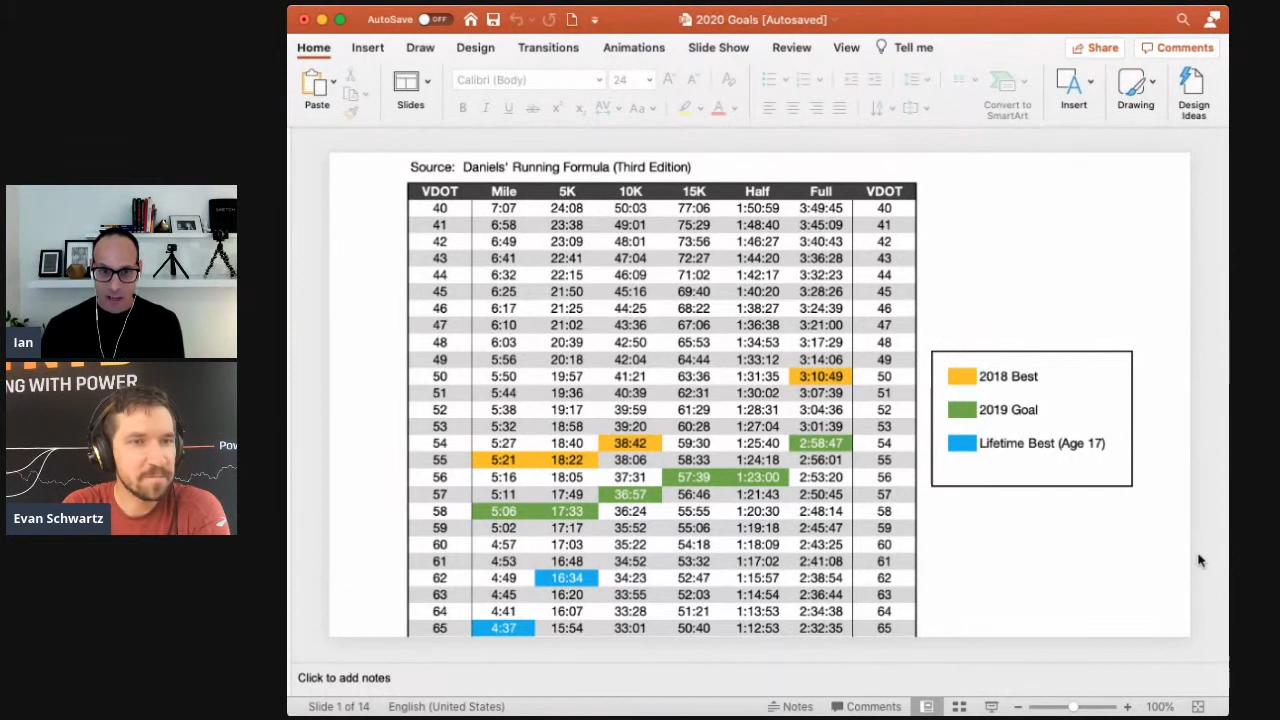 AutoSave OFF 2020 Goals [Autosaved]
Home Insert Draw Design Transitions Animations Slide Show Review View Tell me Share Comments
Calibri (Body) 24
Paste Slides Convert to SmartArt Insert Drawing Design Ideas
Source: Daniels' Running Formula (Third Edition)
VDOT Mile 5K 10K 15K Half Full VDOT
40 7:07 24:08 50:03 77:06 1:50:59 3:49:45 40
41 6:58 23:38 49:01 75:29 1:48:40 3:45:09 41
42 6:49 23:09 48:01 73:56 1:46:27 3:40:43 42
43 6:41 22:41 47:04 72:27 1:44:20 3:36:28 43
44 6:32 22:15 46:09 71:02 1:42:17 3:32:23 44
45 6:25 21:50 45:16 69:40 1:40:20 3:28:26 45
46 6:17 21:25 44:25 68:22 1:38:27 3:24:39 46
47 6:10 21:02 43:36 67:06 1:36:38 3:21:00 47
48 6:03 20:39 42:50 65:53 1:34:53 3:17:29 48
49 5:56 20:18 42:04 64:44 1:33:12 3:14:06 49
50 5:50 19:57 41:21 63:36 1:31:35 3:10:49 50
51 5:44 19:36 40:39 62:31 1:30:02 3:07:39 51
52 5:38 19:17 39:59 61:29 1:28:31 3:04:36 52
53 5:32 18:58 39:20 60:28 1:27:04 3:01:39 53
54 5:27 18:40 38:42 59:30 1:25:40 2:58:47 54
55 5:21 18:22 38:06 58:33 1:24:18 2:56:01 55
56 5:16 18:05 37:31 57:39 1:23:00 2:53:20 56
57 5:11 17:49 36:57 56:46 1:21:43 2:50:45 57
58 5:06 17:33 36:24 55:55 1:20:30 2:48:14 58
59 5:02 17:17 35:52 55:06 1:19:18 2:45:47 59
60 4:57 17:03 35:22 54:18 1:18:09 2:43:25 60
61 4:53 16:48 34:52 53:32 1:17:02 2:41:08 61
62 4:49 16:34 34:23 52:47 1:15:57 2:38:54 62
63 4:45 16:20 33:55 52:03 1:14:54 2:36:44 63
64 4:41 16:07 33:28 51:21 1:13:53 2:34:38 64
65 4:37 15:54 33:01 50:40 1:12:53 2:32:35 65
2018 Best
2019 Goal
Lifetime Best (Age 17)
Ian
NG WITH POWER
Evan Schwartz
Click to add notes
Slide 1 of 14 English (United States) Notes Comments 100%